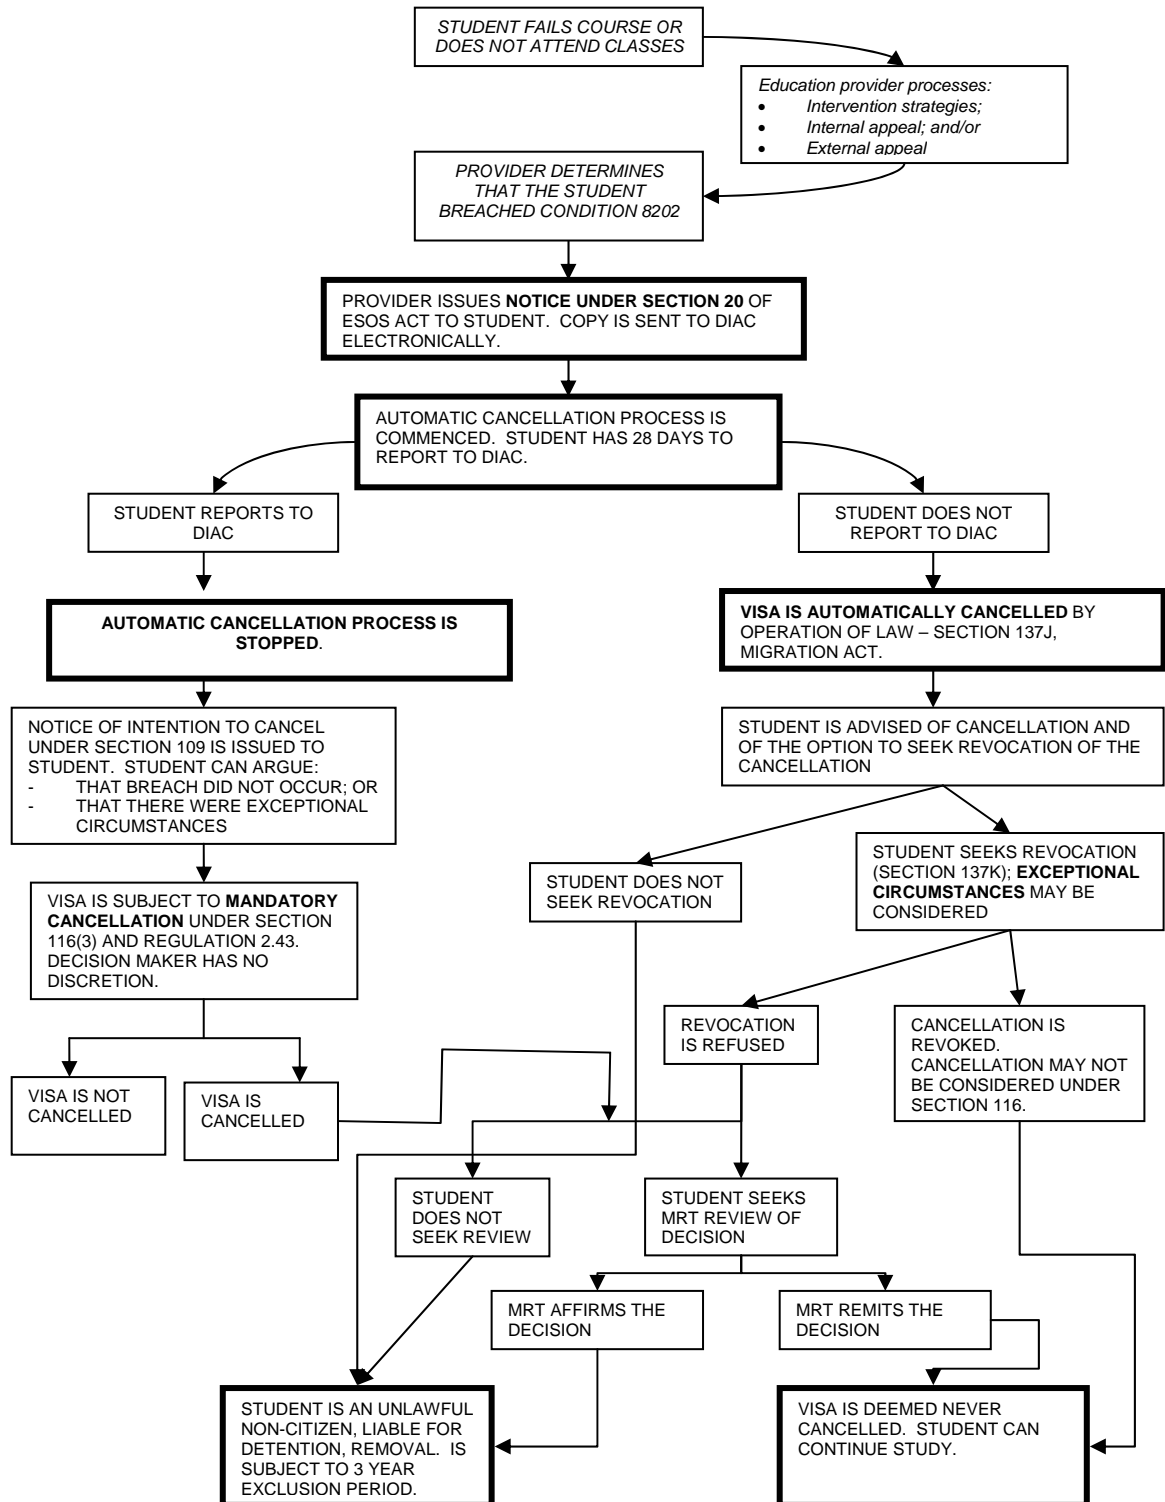 STUDENT FAILS COURSE OR
DOES NOT ATTEND CLASSES
Education provider processes:
• Intervention strategies;
• Internal appeal; and/or
• External appeal
PROVIDER DETERMINES
THAT THE STUDENT
BREACHED CONDITION 8202
PROVIDER ISSUES NOTICE UNDER SECTION 20 OF
ESOS ACT TO STUDENT. COPY IS SENT TO DIAC
ELECTRONICALLY.
AUTOMATIC CANCELLATION PROCESS IS
COMMENCED. STUDENT HAS 28 DAYS TO
REPORT TO DIAC.
STUDENT REPORTS TO
DIAC
STUDENT DOES NOT
REPORT TO DIAC
AUTOMATIC CANCELLATION PROCESS IS
STOPPED.
VISA IS AUTOMATICALLY CANCELLED BY
OPERATION OF LAW – SECTION 137J,
MIGRATION ACT.
NOTICE OF INTENTION TO CANCEL
UNDER SECTION 109 IS ISSUED TO
STUDENT. STUDENT CAN ARGUE:
- THAT BREACH DID NOT OCCUR; OR
- THAT THERE WERE EXCEPTIONAL
CIRCUMSTANCES
STUDENT IS ADVISED OF CANCELLATION AND
OF THE OPTION TO SEEK REVOCATION OF THE
CANCELLATION
STUDENT DOES NOT
SEEK REVOCATION
STUDENT SEEKS REVOCATION
(SECTION 137K); EXCEPTIONAL
CIRCUMSTANCES MAY BE
CONSIDERED
VISA IS SUBJECT TO MANDATORY
CANCELLATION UNDER SECTION
116(3) AND REGULATION 2.43.
DECISION MAKER HAS NO
DISCRETION.
REVOCATION
IS REFUSED
CANCELLATION IS
REVOKED.
CANCELLATION MAY NOT
BE CONSIDERED UNDER
SECTION 116.
VISA IS NOT
CANCELLED
VISA IS
CANCELLED
STUDENT
DOES NOT
SEEK REVIEW
STUDENT SEEKS
MRT REVIEW OF
DECISION
MRT AFFIRMS THE
DECISION
MRT REMITS THE
DECISION
STUDENT IS AN UNLAWFUL
NON-CITIZEN, LIABLE FOR
DETENTION, REMOVAL. IS
SUBJECT TO 3 YEAR
EXCLUSION PERIOD.
VISA IS DEEMED NEVER
CANCELLED. STUDENT CAN
CONTINUE STUDY.